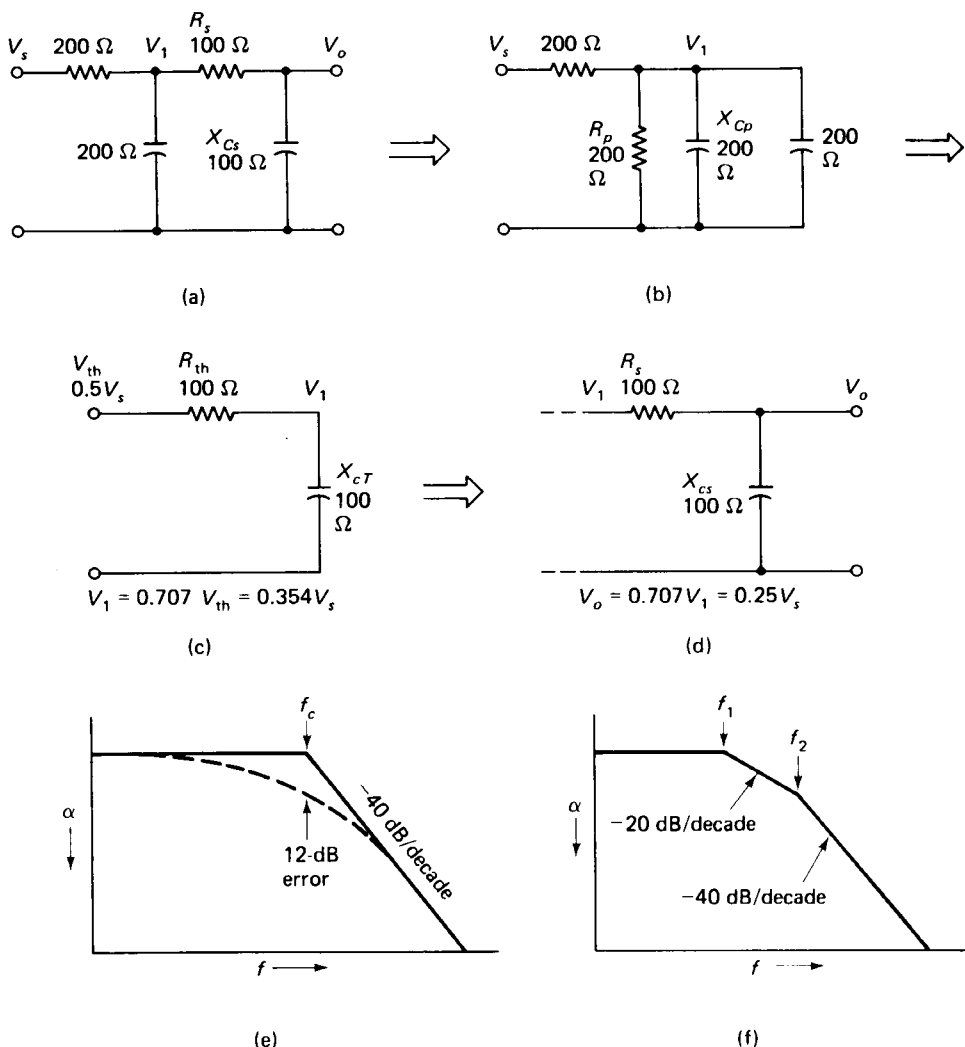 V_s 200 Ω V_1 R_s 100 Ω V_o
200 Ω
X_Cs
100 Ω
(a)
V_s 200 Ω V_1
R_p
200
Ω
X_Cp
200
Ω
200
Ω
(b)
V_th
0.5V_s
R_th
100 Ω
V_1
X_cT
100
Ω
V_1 = 0.707 V_th = 0.354V_s
(c)
V_1 R_s 100 Ω V_o
X_cs
100 Ω
V_o = 0.707 V_1 = 0.25V_s
(d)
f_c
α
−40 dB/decade
12-dB
error
f
(e)
f_1
f_2
α
−20 dB/decade
−40 dB/decade
f
(f)